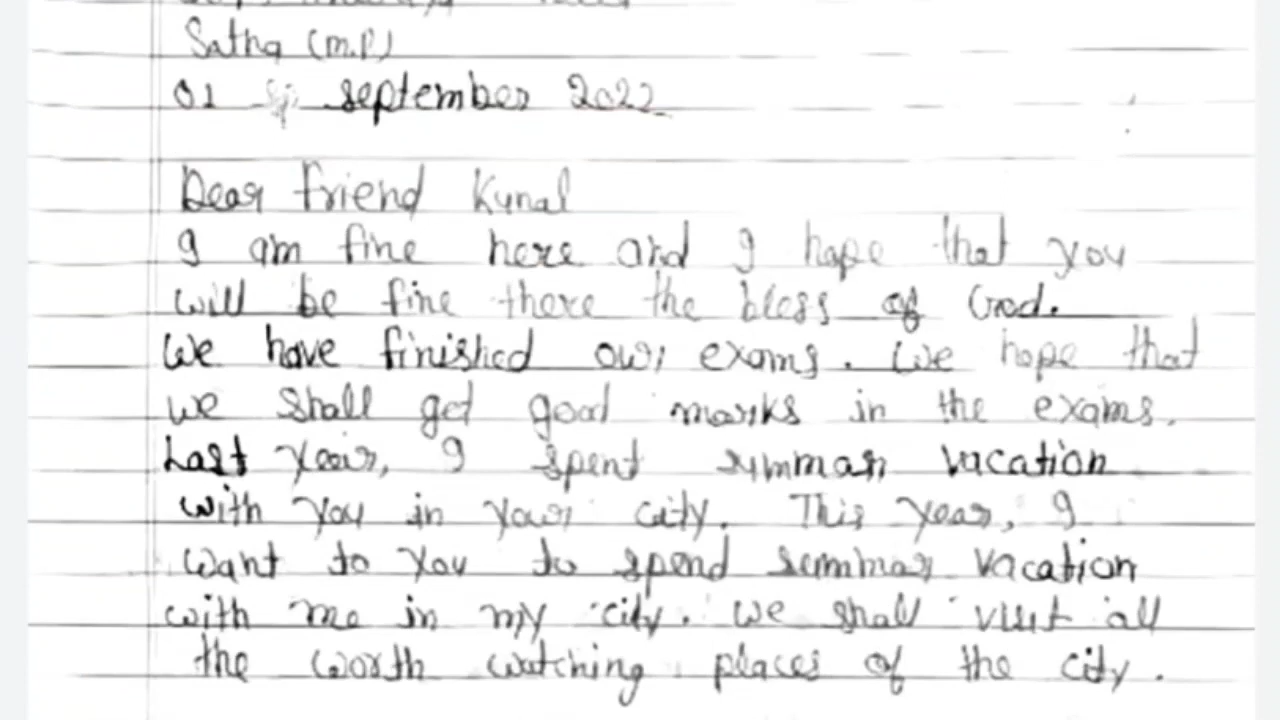 Satna (m.P)
01 september 2022
Dear friend Kunal
I am fine here and I hope that you
will be fine there the bless of God.
We have finished our exams. We hope that
we shall get good marks in the exams.
Last Year, I spent summar vacation
with you in your city. This year, I
want to you to spend semmar vacation
with me in my city. we shall visit all
the worth watching places of the city.